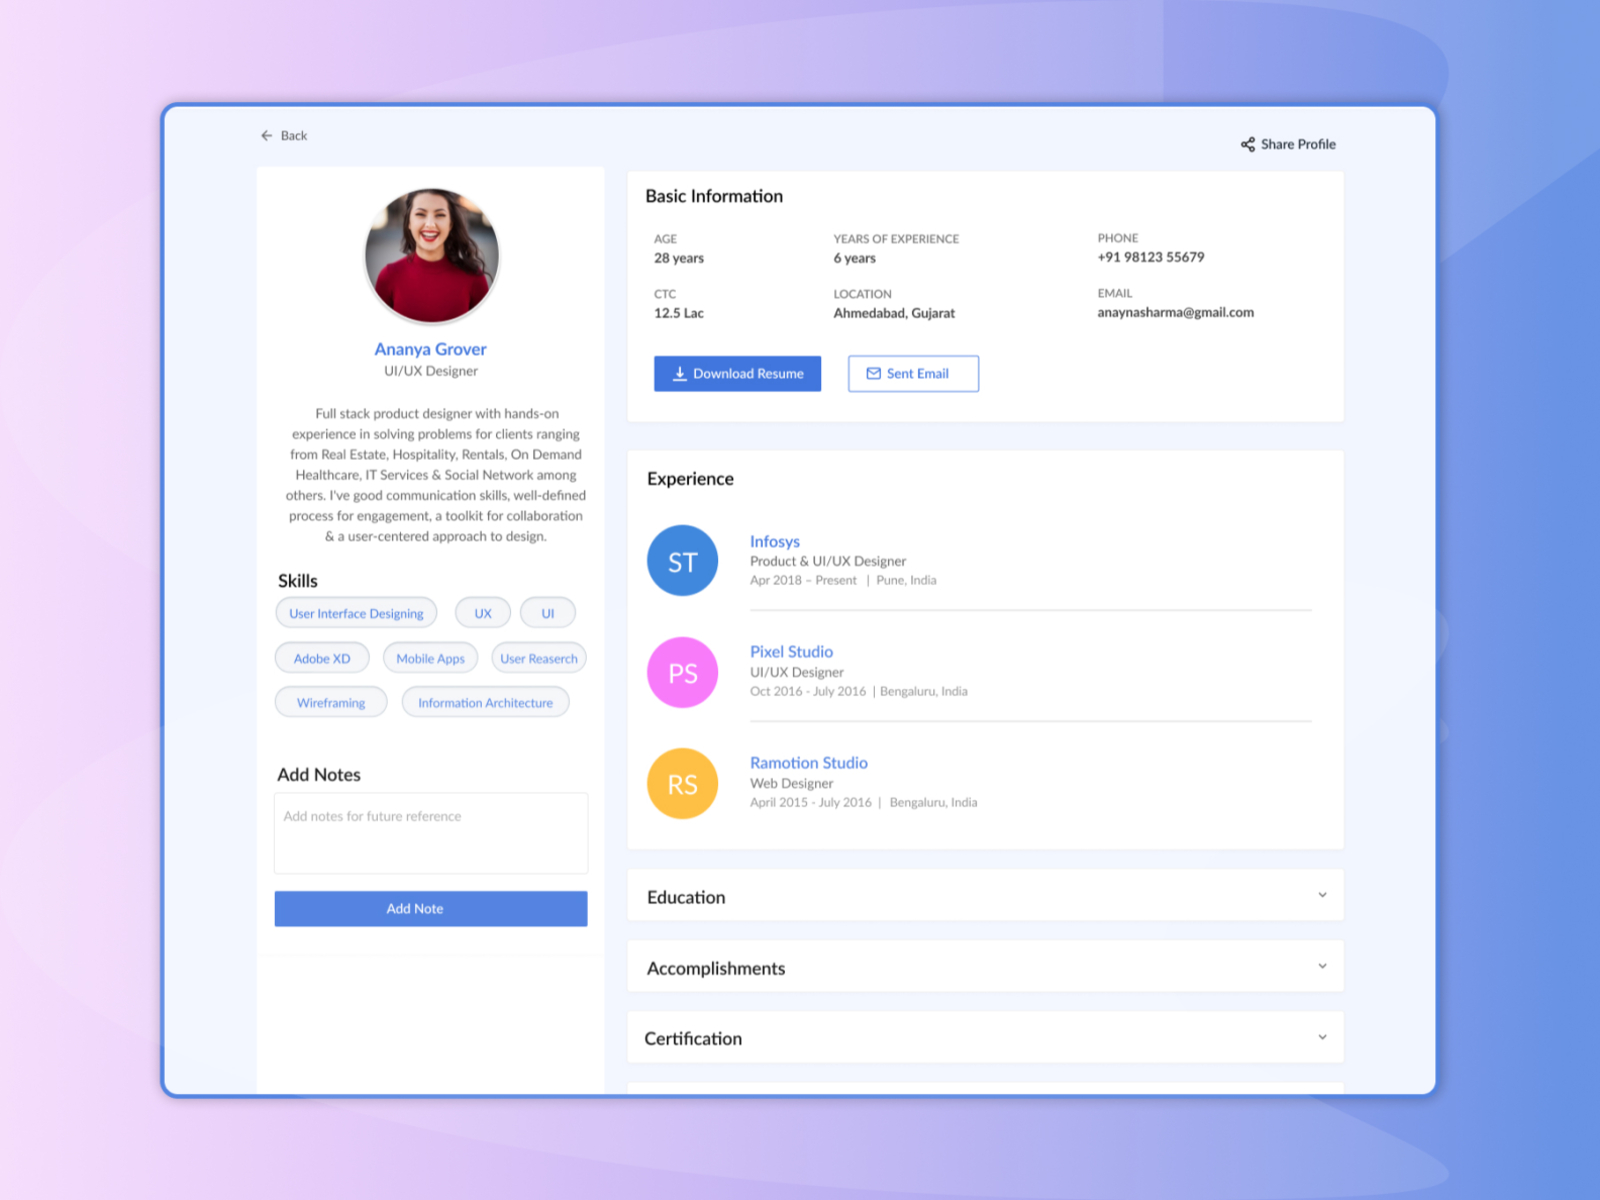 Back
Share Profile
Ananya Grover
UI/UX Designer
Full stack product designer with hands-on
experience in solving problems for clients ranging
from Real Estate, Hospitality, Rentals, On Demand
Healthcare, IT Services & Social Network among
others. I've good communication skills, well-defined
process for engagement, a toolkit for collaboration
& a user-centered approach to design.
Skills
User Interface Designing
UX
UI
Adobe XD
Mobile Apps
User Reaserch
Wireframing
Information Architecture
Add Notes
Add notes for future reference
Add Note
Basic Information
AGE
28 years
YEARS OF EXPERIENCE
6 years
PHONE
+91 98123 55679
CTC
12.5 Lac
LOCATION
Ahmedabad, Gujarat
EMAIL
anaynasharma@gmail.com
Download Resume
Sent Email
Experience
ST
Infosys
Product & UI/UX Designer
Apr 2018 – Present | Pune, India
PS
Pixel Studio
UI/UX Designer
Oct 2016 - July 2016 | Bengaluru, India
RS
Ramotion Studio
Web Designer
April 2015 - July 2016 | Bengaluru, India
Education
Accomplishments
Certification